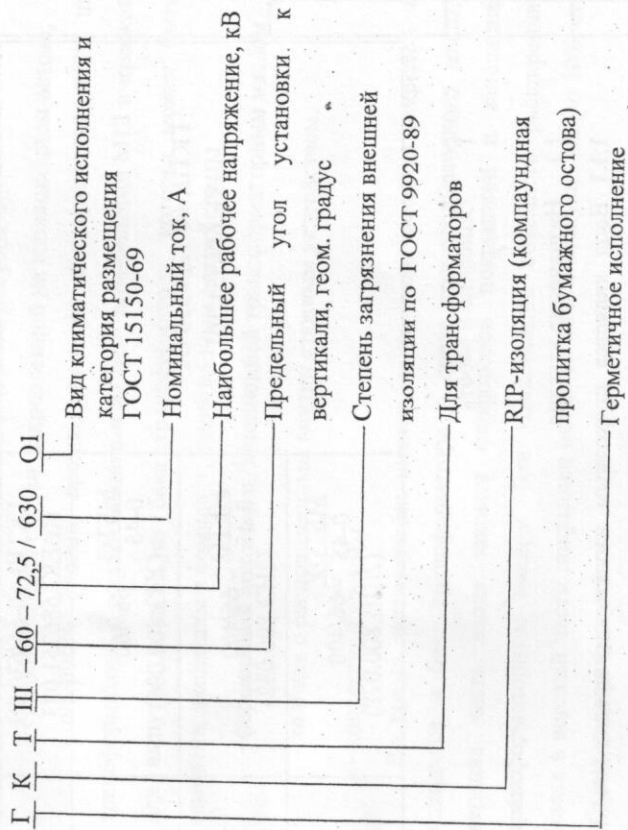 Г К Т Ш – 60 – 72,5 / 630 О1
Вид климатического исполнения и
категория размещения
ГОСТ 15150-69
Номинальный ток, А
Наибольшее рабочее напряжение, кВ
Предельный угол установки к
вертикали, геом. градус
Степень загрязнения внешней
изоляции по ГОСТ 9920-89
Для трансформаторов
RIP-изоляция (компаундная
пропитка бумажного остова)
Герметичное исполнение